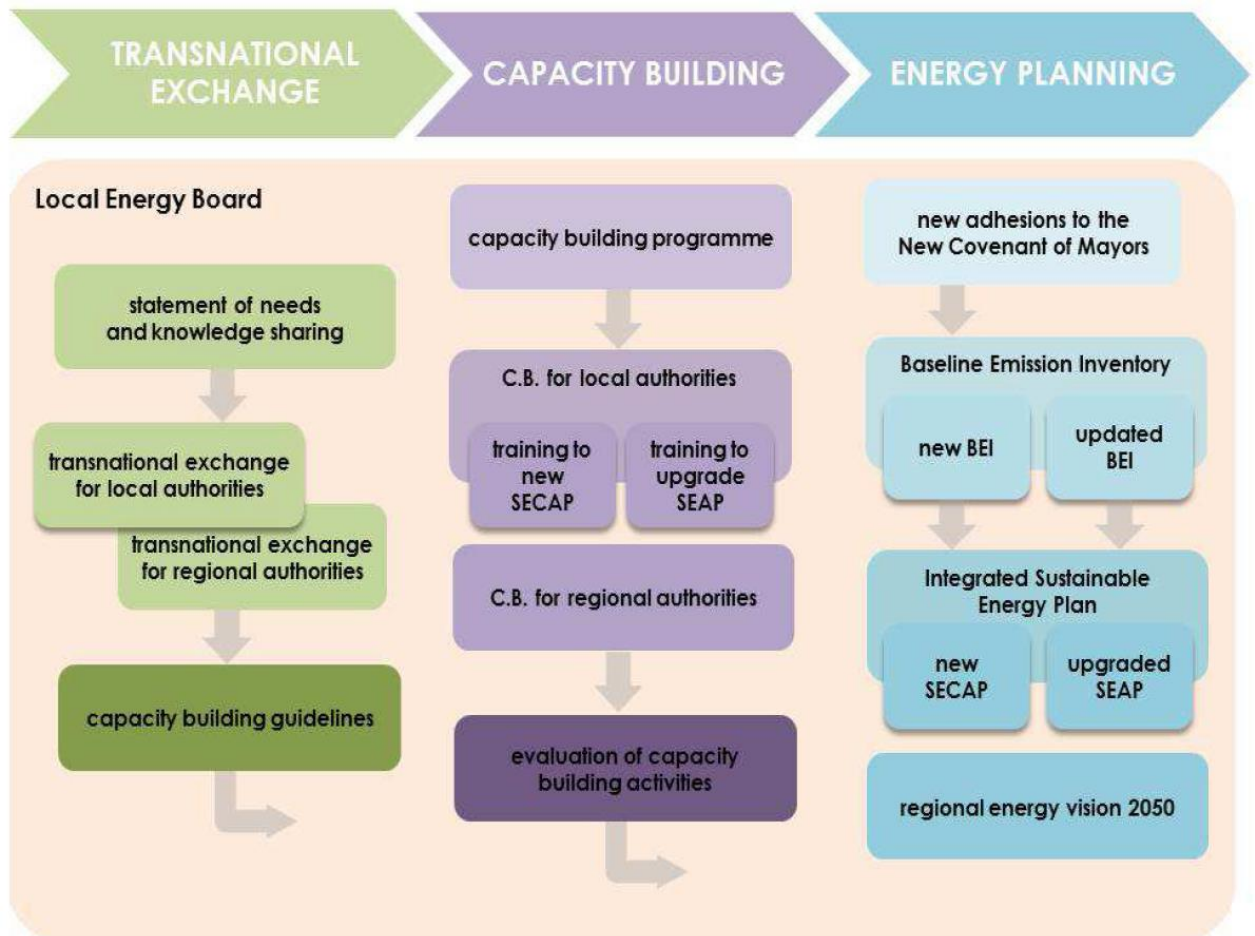 TRANSNATIONAL
EXCHANGE
CAPACITY BUILDING
ENERGY PLANNING
Local Energy Board
statement of needs
and knowledge sharing
transnational exchange
for local authorities
transnational exchange
for regional authorities
capacity building guidelines
capacity building programme
C.B. for local authorities
training to
new
SECAP
training to
upgrade
SEAP
C.B. for regional authorities
evaluation of capacity
building activities
new adhesions to the
New Covenant of Mayors
Baseline Emission Inventory
new BEI
updated
BEI
Integrated Sustainable
Energy Plan
new
SECAP
upgraded
SEAP
regional energy vision 2050